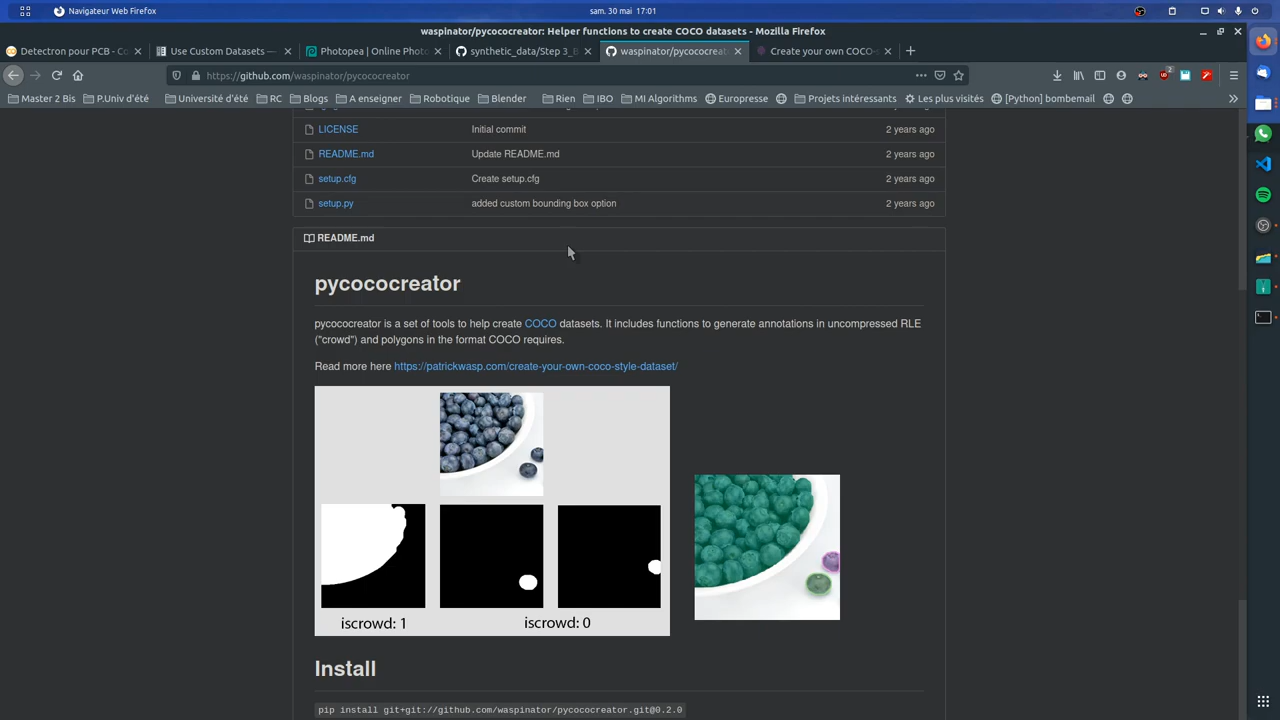 Navigateur Web Firefox
sam. 30 mai 17:01
waspinator/pycococreator: Helper functions to create COCO datasets - Mozilla Firefox
Detectron pour PCB - Co
Use Custom Datasets —
Photopea | Online Photo
synthetic_data/Step 3_B
waspinator/pycococreat
Create your own COCO-
https://github.com/waspinator/pycococreator
2
Master 2 Bis
P.Univ d'été
Université d'été
RC
Blogs
A enseigner
Robotique
Blender
Rien
IBO
MI Algorithms
Europresse
Projets intéressants
Les plus visités
[Python] bombemail
LICENSE Initial commit 2 years ago
README.md Update README.md 2 years ago
setup.cfg Create setup.cfg 2 years ago
setup.py added custom bounding box option 2 years ago
README.md
pycococreator
pycococreator is a set of tools to help create COCO datasets. It includes functions to generate annotations in uncompressed RLE
("crowd") and polygons in the format COCO requires.
Read more here https://patrickwasp.com/create-your-own-coco-style-dataset/
iscrowd: 1
iscrowd: 0
Install
pip install git+git://github.com/waspinator/pycococreator.git@0.2.0